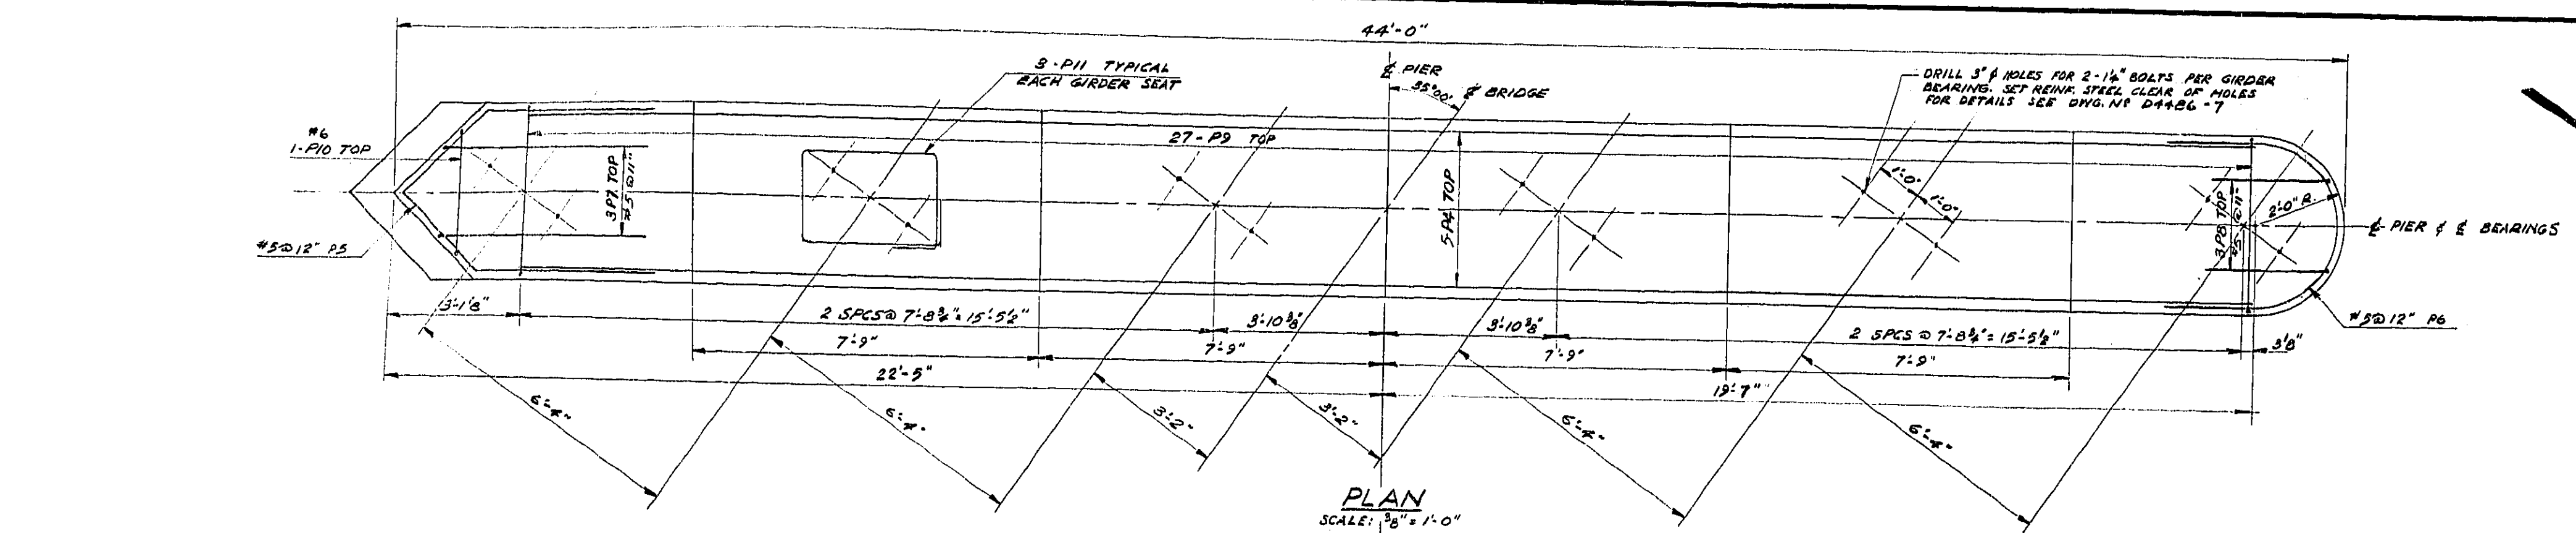 44'-0"
3-P11 TYPICAL
EACH GIRDER SEAT
℄ PIER
35°00'
℄ BRIDGE
DRILL 3"ϕ HOLES FOR 2-1¼" BOLTS PER GIRDER
BEARING. SET REINF. STEEL CLEAR OF HOLES
FOR DETAILS SEE DWG. Nº D4486-7
#6
1-P10 TOP
27-P9 TOP
3P7 TOP
#5@11"
5-P4 TOP
1'-0"
1'-0"
3P8 TOP
#5@11"
2'-0" R.
℄ PIER & ℄ BEARINGS
#5@12" P5
#5@12" P6
3'-1⅛"
2 SPCS @ 7'-8¾" = 15'-5½"
3'-10⅜"
3'-10⅜"
2 SPCS @ 7'-8¾" = 15'-5½"
3⅛"
7'-9"
7'-9"
7'-9"
7'-9"
22'-5"
19'-7"
6'-4"
6'-4"
3'-2"
3'-2"
6'-4"
6'-4"
PLAN
SCALE: ⅜" = 1'-0"